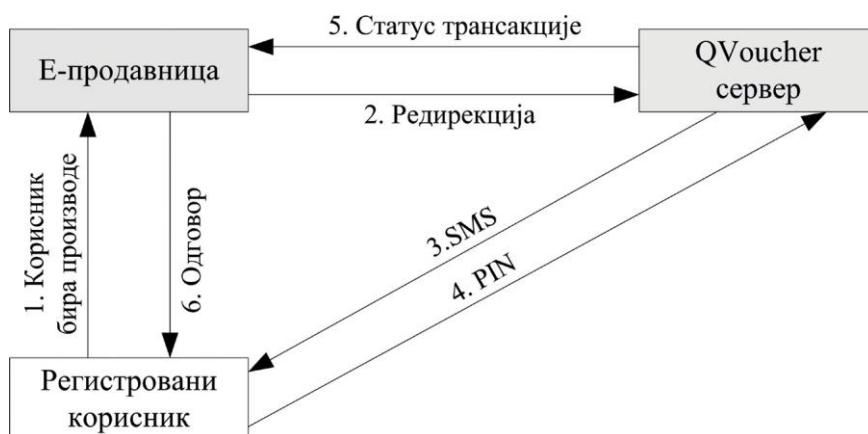 5. Статус трансакције
Е-продавница
QVoucher
сервер
2. Редирекција
1. Корисник
бира производе
6. Одговор
3.SMS
4. PIN
Регистровани
корисник